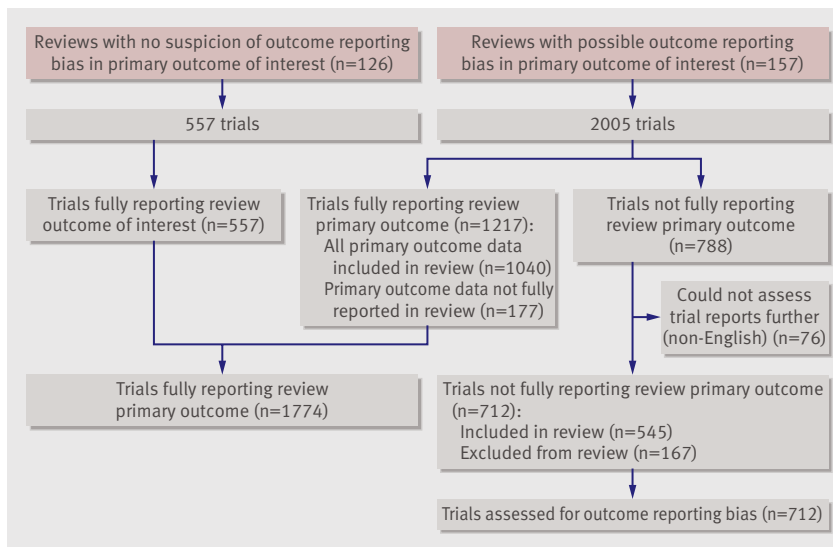 Reviews with no suspicion of outcome reporting
bias in primary outcome of interest (n=126)
Reviews with possible outcome reporting
bias in primary outcome of interest (n=157)
557 trials
2005 trials
Trials fully reporting review
outcome of interest (n=557)
Trials fully reporting review
primary outcome (n=1217):
All primary outcome data
included in review (n=1040)
Primary outcome data not fully
reported in review (n=177)
Trials not fully reporting
review primary outcome
(n=788)
Could not assess
trial reports further
(non-English) (n=76)
Trials fully reporting review
primary outcome (n=1774)
Trials not fully reporting review primary outcome
(n=712):
Included in review (n=545)
Excluded from review (n=167)
Trials assessed for outcome reporting bias (n=712)